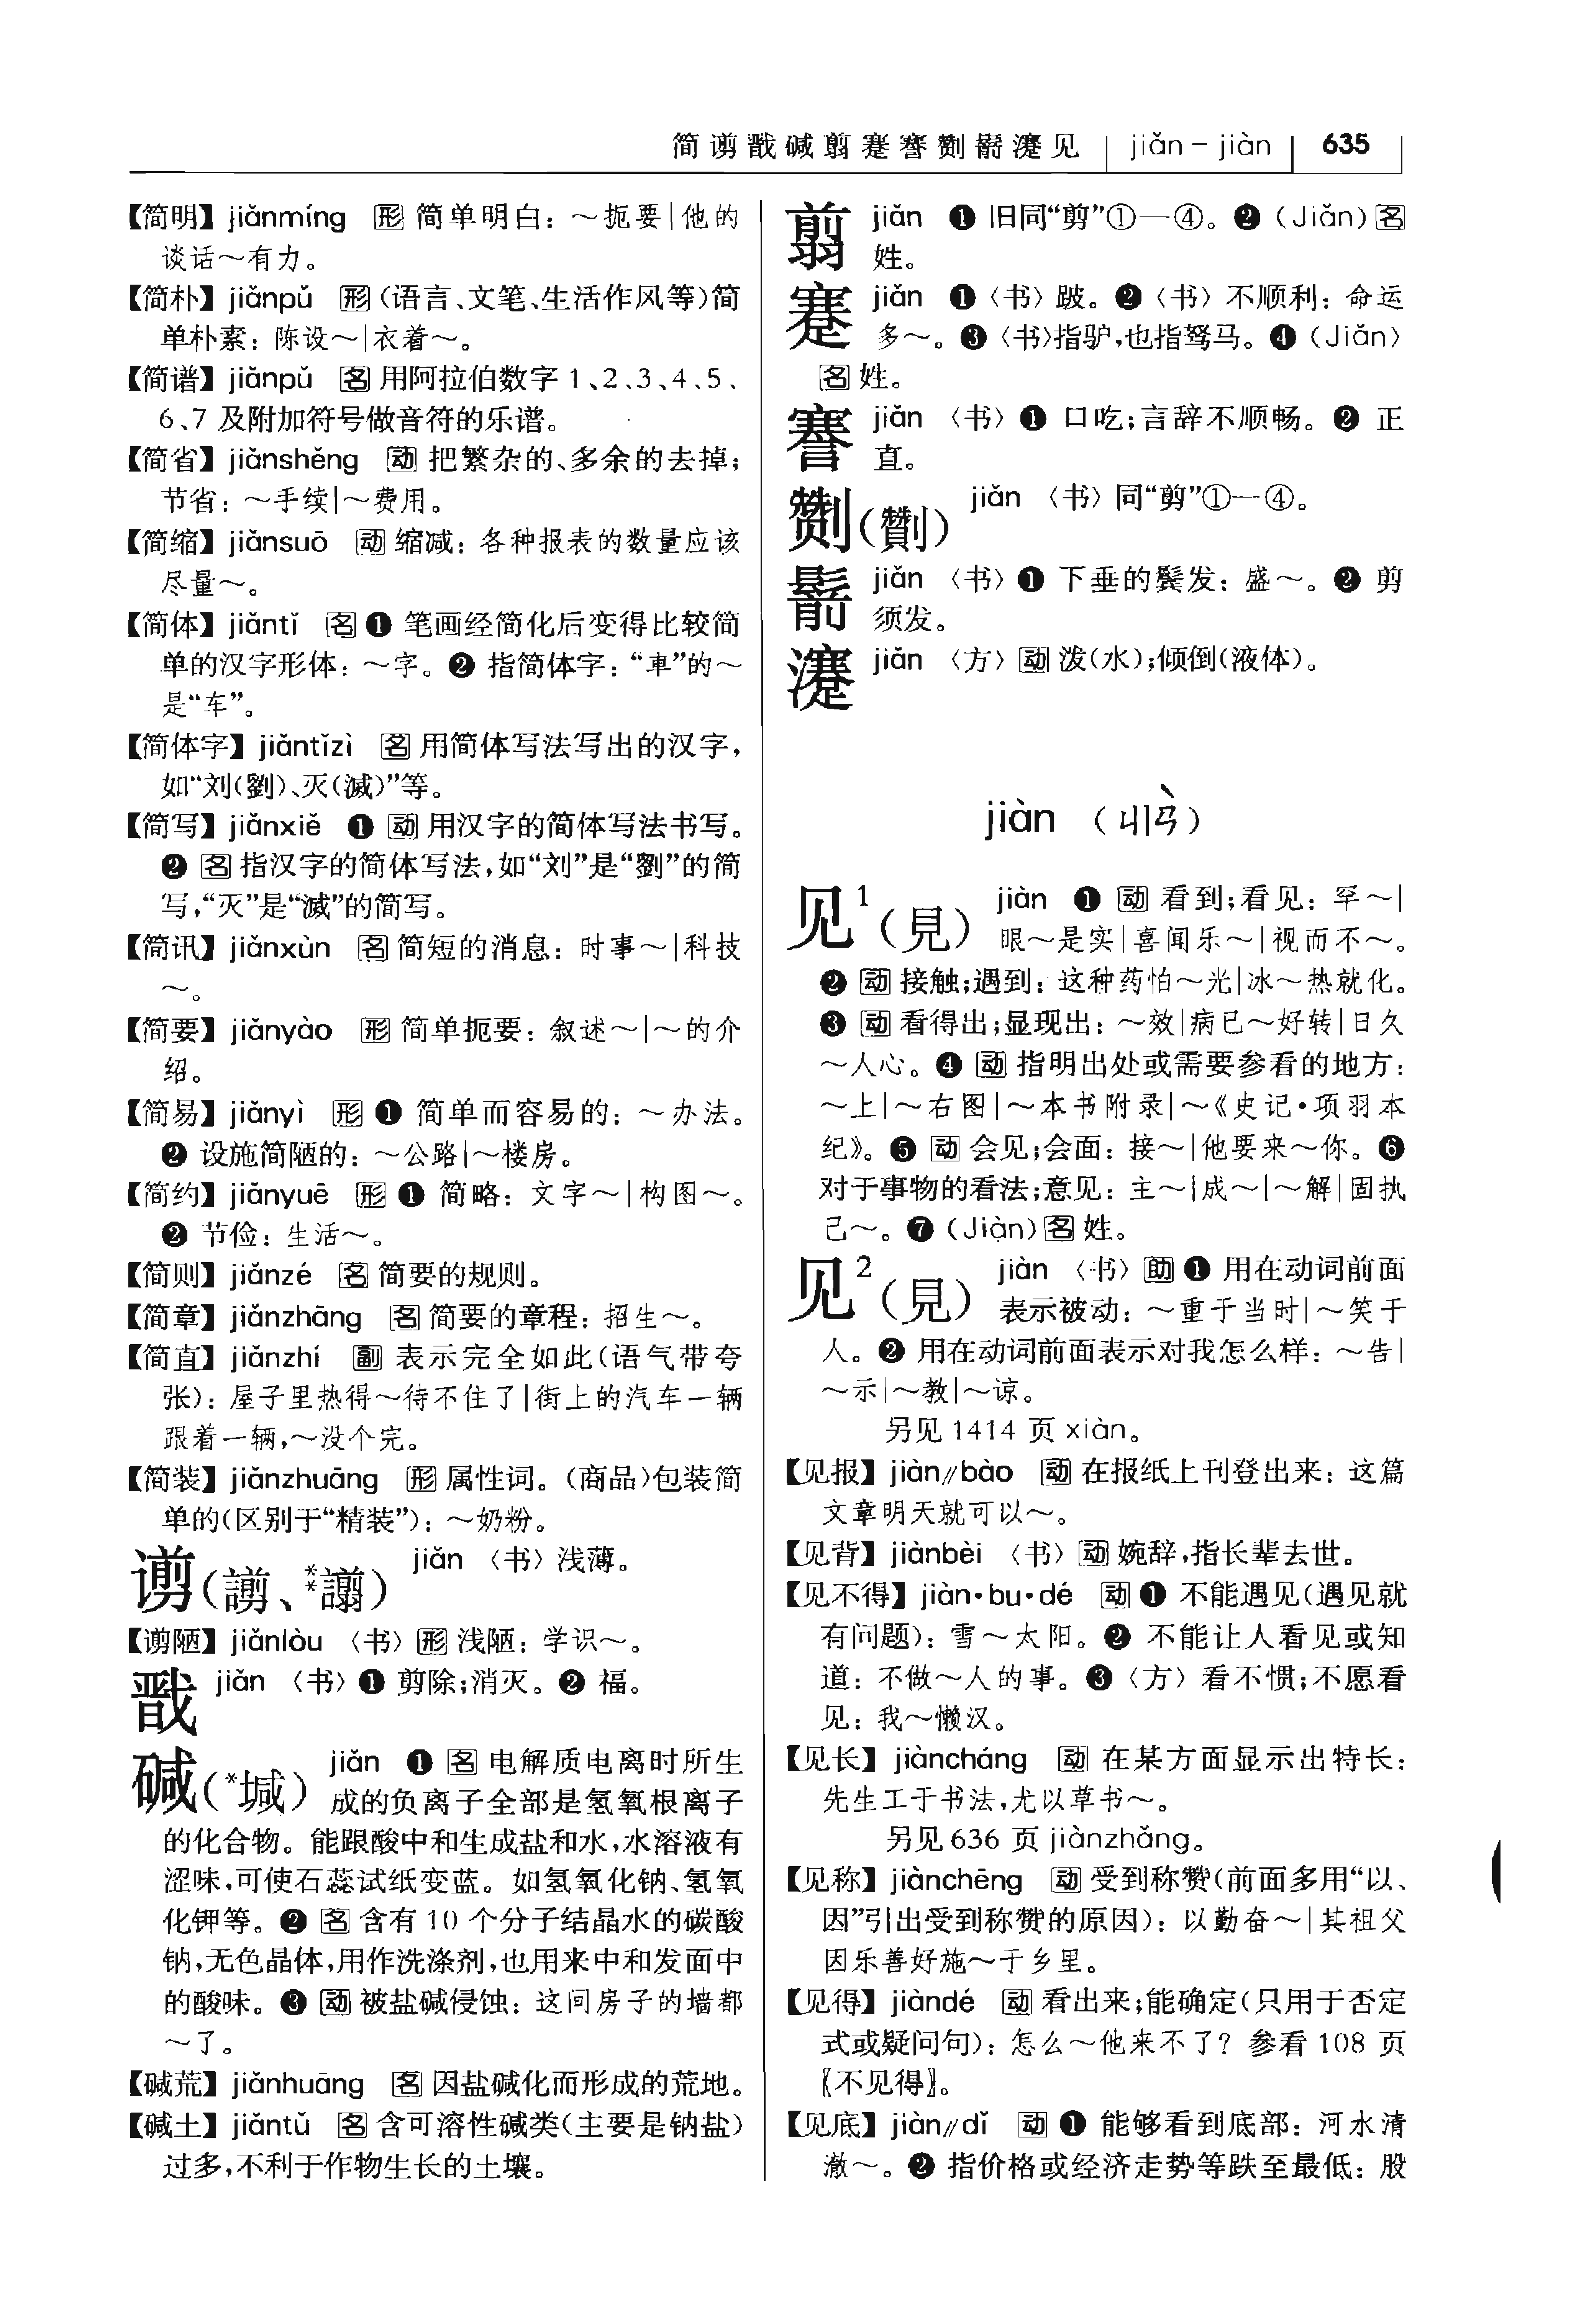 简谫戬碱翦蹇謇劗鬋㵐见 jiǎn－jiàn 635
【简明】jiǎnmíng 形 简单明白：～扼要|他的
谈话～有力。
【简朴】jiǎnpǔ 形（语言、文笔、生活作风等）简
单朴素：陈设～|衣着～。
【简谱】jiǎnpǔ 名 用阿拉伯数字 1、2、3、4、5、
6、7 及附加符号做音符的乐谱。
【简省】jiǎnshěng 动 把繁杂的、多余的去掉；
节省：～手续|～费用。
【简缩】jiǎnsuō 动 缩减：各种报表的数量应该
尽量～。
【简体】jiǎntǐ 名 ❶ 笔画经简化后变得比较简
单的汉字形体：～字。❷ 指简体字：“車”的～
是“车”。
【简体字】jiǎntǐzì 名 用简体写法写出的汉字，
如“刘(劉)、灭(滅)”等。
【简写】jiǎnxiě ❶ 动 用汉字的简体写法书写。
❷ 名 指汉字的简体写法，如“刘”是“劉”的简
写，“灭”是“滅”的简写。
【简讯】jiǎnxùn 名 简短的消息：时事～|科技
～。
【简要】jiǎnyào 形 简单扼要：叙述～|～的介
绍。
【简易】jiǎnyì 形 ❶ 简单而容易的：～办法。
❷ 设施简陋的：～公路|～楼房。
【简约】jiǎnyuē 形 ❶ 简略：文字～|构图～。
❷ 节俭：生活～。
【简则】jiǎnzé 名 简要的规则。
【简章】jiǎnzhāng 名 简要的章程：招生～。
【简直】jiǎnzhí 副 表示完全如此（语气带夸
张）：屋子里热得～待不住了|街上的汽车一辆
跟着一辆，～没个完。
【简装】jiǎnzhuāng 形 属性词。（商品）包装简
单的（区别于“精装”）：～奶粉。
谫(謭、**譾) jiǎn 〈书〉浅薄。
【谫陋】jiǎnlòu 〈书〉形 浅陋：学识～。
戬 jiǎn 〈书〉❶ 剪除；消灭。❷ 福。
碱(*堿) jiǎn ❶ 名 电解质电离时所生
成的负离子全部是氢氧根离子
的化合物。能跟酸中和生成盐和水，水溶液有
涩味，可使石蕊试纸变蓝。如氢氧化钠、氢氧
化钾等。❷ 名 含有 10 个分子结晶水的碳酸
钠，无色晶体，用作洗涤剂，也用来中和发面中
的酸味。❸ 动 被盐碱侵蚀：这间房子的墙都
～了。
【碱荒】jiǎnhuāng 名 因盐碱化而形成的荒地。
【碱土】jiǎntǔ 名 含可溶性碱类（主要是钠盐）
过多，不利于作物生长的土壤。
翦 jiǎn ❶ 旧同“剪”①—④。❷（Jiǎn）名
姓。
蹇 jiǎn ❶〈书〉跛。❷〈书〉不顺利：命运
多～。❸〈书〉指驴，也指驽马。❹（Jiǎn）
名 姓。
謇 jiǎn 〈书〉❶ 口吃；言辞不顺畅。❷ 正
直。
劗(劗) jiǎn 〈书〉同“剪”①—④。
鬋 jiǎn 〈书〉❶ 下垂的鬓发：盛～。❷ 剪
须发。
㵐 jiǎn 〈方〉动 泼（水）；倾倒（液体）。
jiàn （ㄐㄧㄢˋ）
见1(見) jiàn ❶ 动 看到；看见：罕～|
眼～是实|喜闻乐～|视而不～。
❷ 动 接触；遇到：这种药怕～光|冰～热就化。
❸ 动 看得出；显现出：～效|病已～好转|日久
～人心。❹ 动 指明出处或需要参看的地方：
～上|～右图|～本书附录|～《史记·项羽本
纪》。❺ 动 会见；会面：接～|他要来～你。❻
对于事物的看法；意见：主～|成～|～解|固执
己～。❼（Jiàn）名 姓。
见2(見) jiàn 〈书〉助 ❶ 用在动词前面
表示被动：～重于当时|～笑于
人。❷ 用在动词前面表示对我怎么样：～告|
～示|～教|～谅。
另见 1414 页 xiàn。
【见报】jiàn//bào 动 在报纸上刊登出来：这篇
文章明天就可以～。
【见背】jiànbèi 〈书〉动 婉辞，指长辈去世。
【见不得】jiàn·bu·dé 动 ❶ 不能遇见（遇见就
有问题）：雪～太阳。❷ 不能让人看见或知
道：不做～人的事。❸〈方〉看不惯；不愿看
见：我～懒汉。
【见长】jiàncháng 动 在某方面显示出特长：
先生工于书法，尤以草书～。
另见 636 页 jiànzhǎng。
【见称】jiànchēng 动 受到称赞（前面多用“以、
因”引出受到称赞的原因）：以勤奋～|其祖父
因乐善好施～于乡里。
【见得】jiàndé 动 看出来；能确定（只用于否定
式或疑问句）：怎么～他来不了？参看 108 页
〖不见得〗。
【见底】jiàn//dǐ 动 ❶ 能够看到底部：河水清
澈～。❷ 指价格或经济走势等跌至最低：股